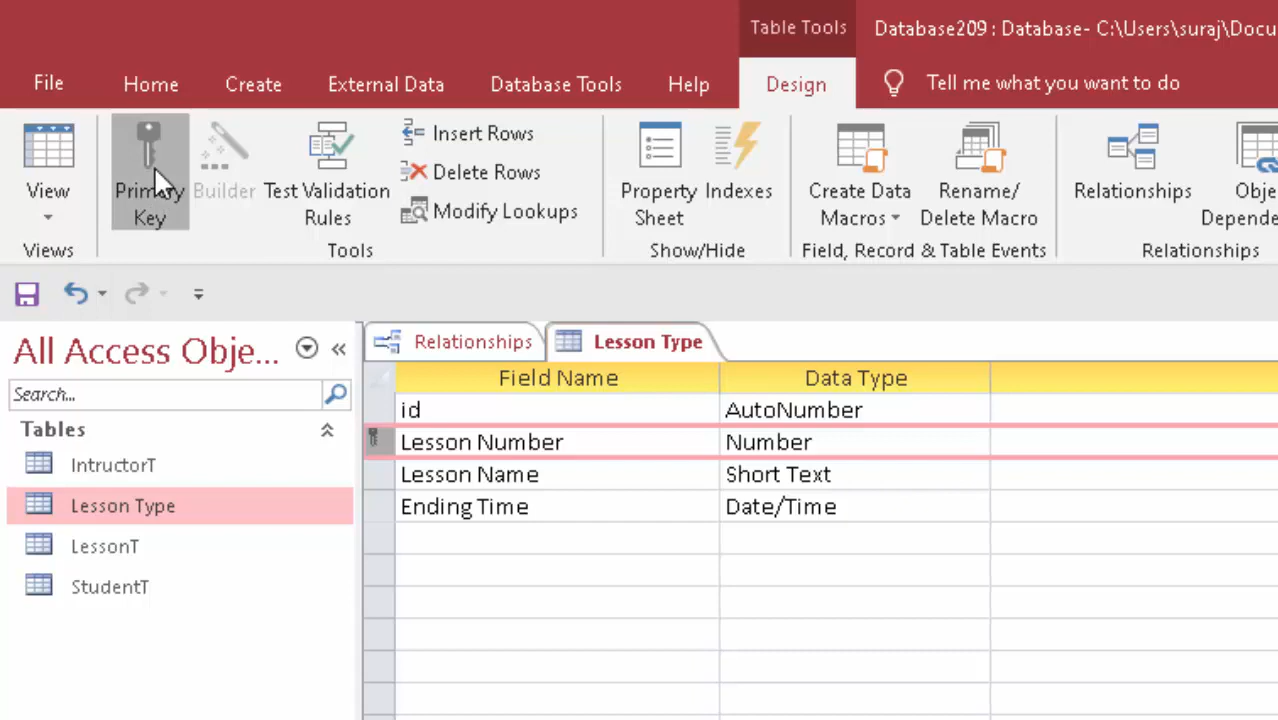 Table Tools
Database209 : Database- C:\Users\suraj\Docu
File Home Create External Data Database Tools Help Design Tell me what you want to do
View
Primary Key
Builder
Test Validation Rules
Insert Rows
Delete Rows
Modify Lookups
Property Sheet
Indexes
Create Data Macros
Rename/ Delete Macro
Relationships
Obje
Depende
Views
Tools
Show/Hide
Field, Record & Table Events
Relationships
All Access Obje...
Search...
Tables
IntructorT
Lesson Type
LessonT
StudentT
Relationships
Lesson Type
Field Name Data Type
id AutoNumber
Lesson Number Number
Lesson Name Short Text
Ending Time Date/Time